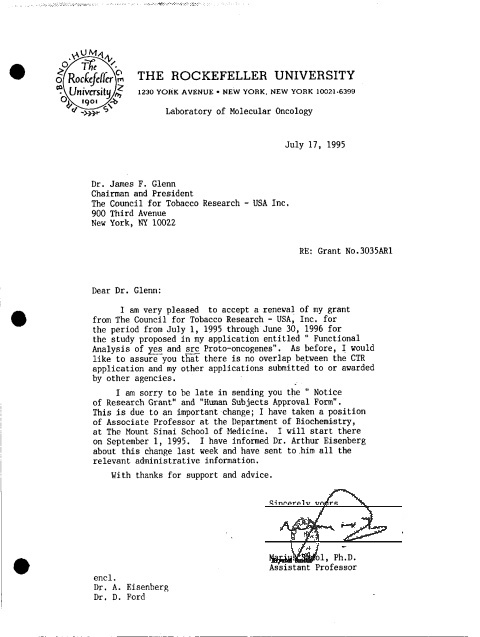 PRO BONO HUMANI GENERIS
The
Rockefeller
University
1901
THE ROCKEFELLER UNIVERSITY
1230 YORK AVENUE • NEW YORK, NEW YORK 10021-6399
Laboratory of Molecular Oncology
July 17, 1995
Dr. James F. Glenn
Chairman and President
The Council for Tobacco Research - USA Inc.
900 Third Avenue
New York, NY 10022
RE: Grant No.3035AR1
Dear Dr. Glenn:
I am very pleased to accept a renewal of my grant
from The Council for Tobacco Research - USA, Inc. for
the period from July 1, 1995 through June 30, 1996 for
the study proposed in my application entitled " Functional
Analysis of yes and src Proto-oncogenes". As before, I would
like to assure you that there is no overlap between the CTR
application and my other applications submitted to or awarded
by other agencies.
I am sorry to be late in sending you the " Notice
of Research Grant" and "Human Subjects Approval Form".
This is due to an important change; I have taken a position
of Associate Professor at the Department of Biochemistry,
at The Mount Sinai School of Medicine. I will start there
on September 1, 1995. I have informed Dr. Arthur Eisenberg
about this change last week and have sent to him all the
relevant administrative information.
With thanks for support and advice.
Sincerely yours
Ph.D.
Assistant Professor
encl.
Dr. A. Eisenberg
Dr. D. Ford